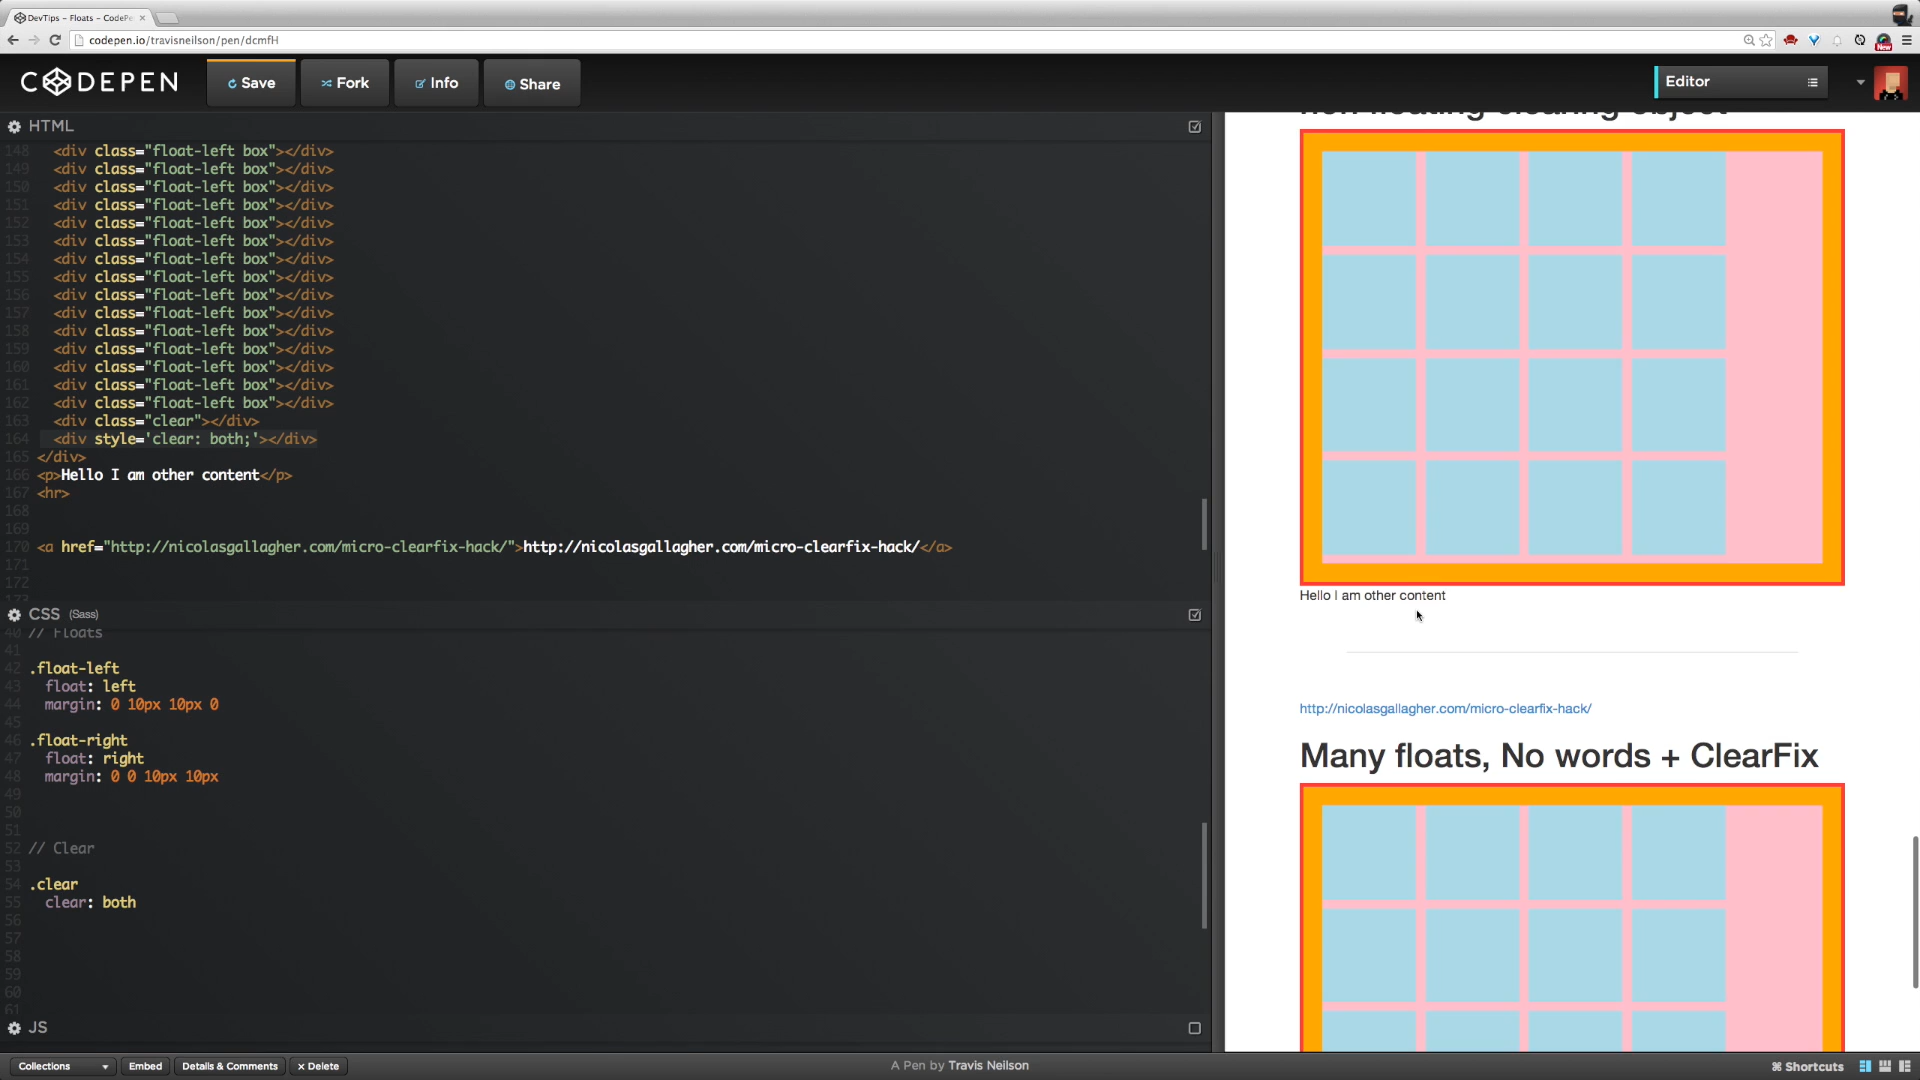 DevTips – Floats – CodePe
codepen.io/travisneilson/pen/dcmfH
New
CODEPEN
Save
Fork
Info
Share
Editor
HTML
148 <div class="float-left box"></div>
149 <div class="float-left box"></div>
150 <div class="float-left box"></div>
151 <div class="float-left box"></div>
152 <div class="float-left box"></div>
153 <div class="float-left box"></div>
154 <div class="float-left box"></div>
155 <div class="float-left box"></div>
156 <div class="float-left box"></div>
157 <div class="float-left box"></div>
158 <div class="float-left box"></div>
159 <div class="float-left box"></div>
160 <div class="float-left box"></div>
161 <div class="float-left box"></div>
162 <div class="float-left box"></div>
163 <div class="clear"></div>
164 <div style='clear: both;'></div>
165 </div>
166 <p>Hello I am other content</p>
167 <hr>
168
169
170 <a href="http://nicolasgallagher.com/micro-clearfix-hack/">http://nicolasgallagher.com/micro-clearfix-hack/</a>
171
172
173
CSS (Sass)
40 // Floats
41
42 .float-left
43 float: left
44 margin: 0 10px 10px 0
45
46 .float-right
47 float: right
48 margin: 0 0 10px 10px
49
50
51
52 // Clear
53
54 .clear
55 clear: both
56
57
58
59
60
61
JS
non floating clearing object
Hello I am other content
http://nicolasgallagher.com/micro-clearfix-hack/
Many floats, No words + ClearFix
Collections
Embed
Details & Comments
x Delete
A Pen by Travis Neilson
⌘ Shortcuts